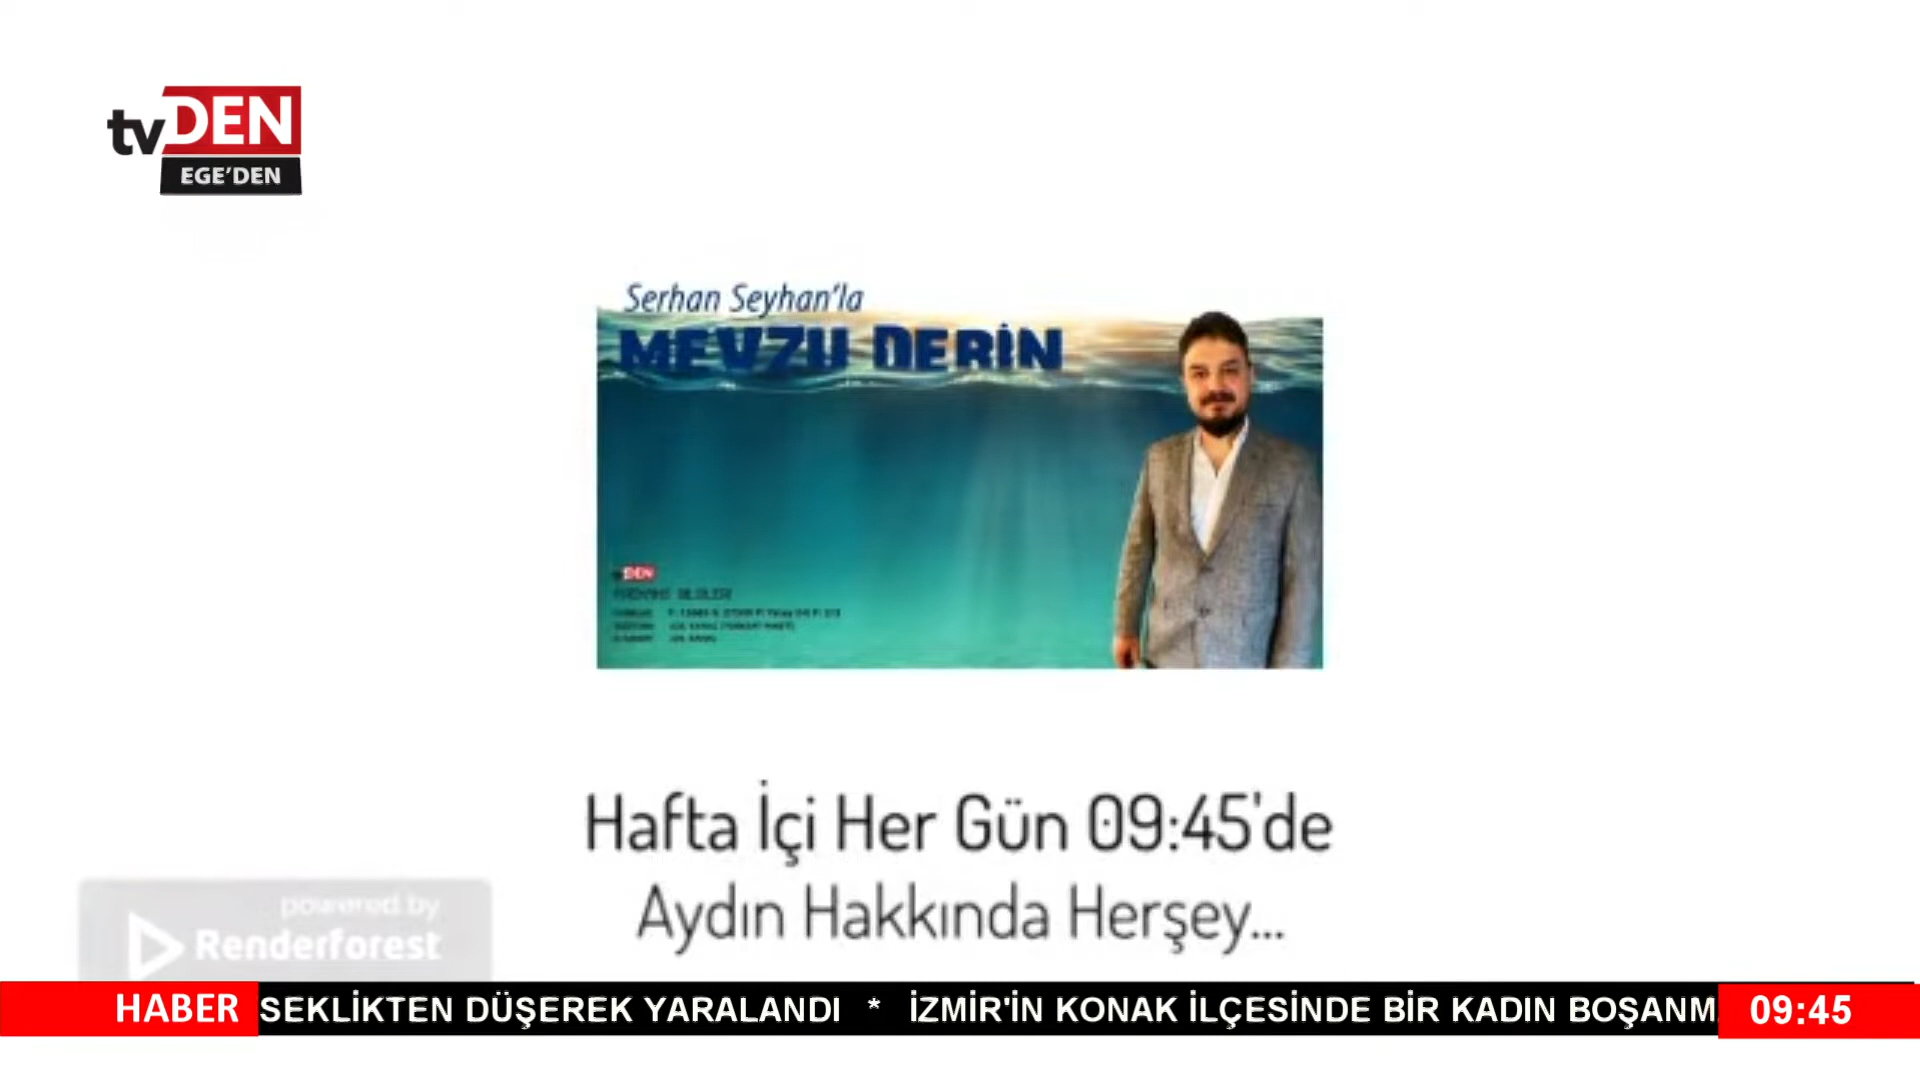 tvDEN
EGE'DEN
Serhan Seyhan'la
MEVZU DERİN
DEN
Hafta İçi Her Gün 09:45'de
Aydın Hakkında Herşey...
powered by
Renderforest
HABER SEKLİKTEN DÜŞEREK YARALANDI * İZMİR'İN KONAK İLÇESİNDE BİR KADIN BOŞANM 09:45